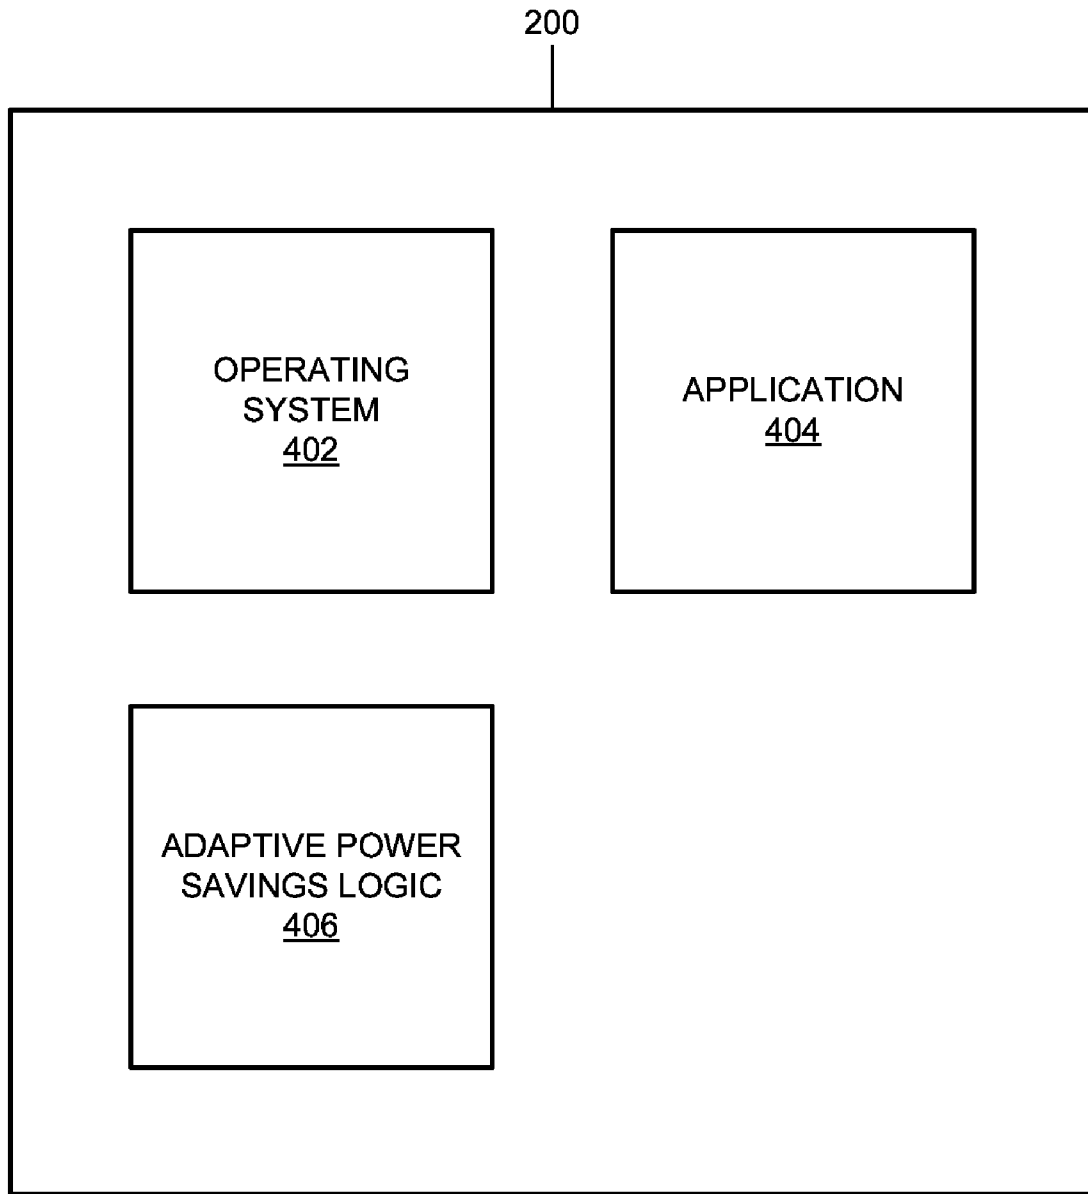 200
OPERATING
SYSTEM
402
APPLICATION
404
ADAPTIVE POWER
SAVINGS LOGIC
406